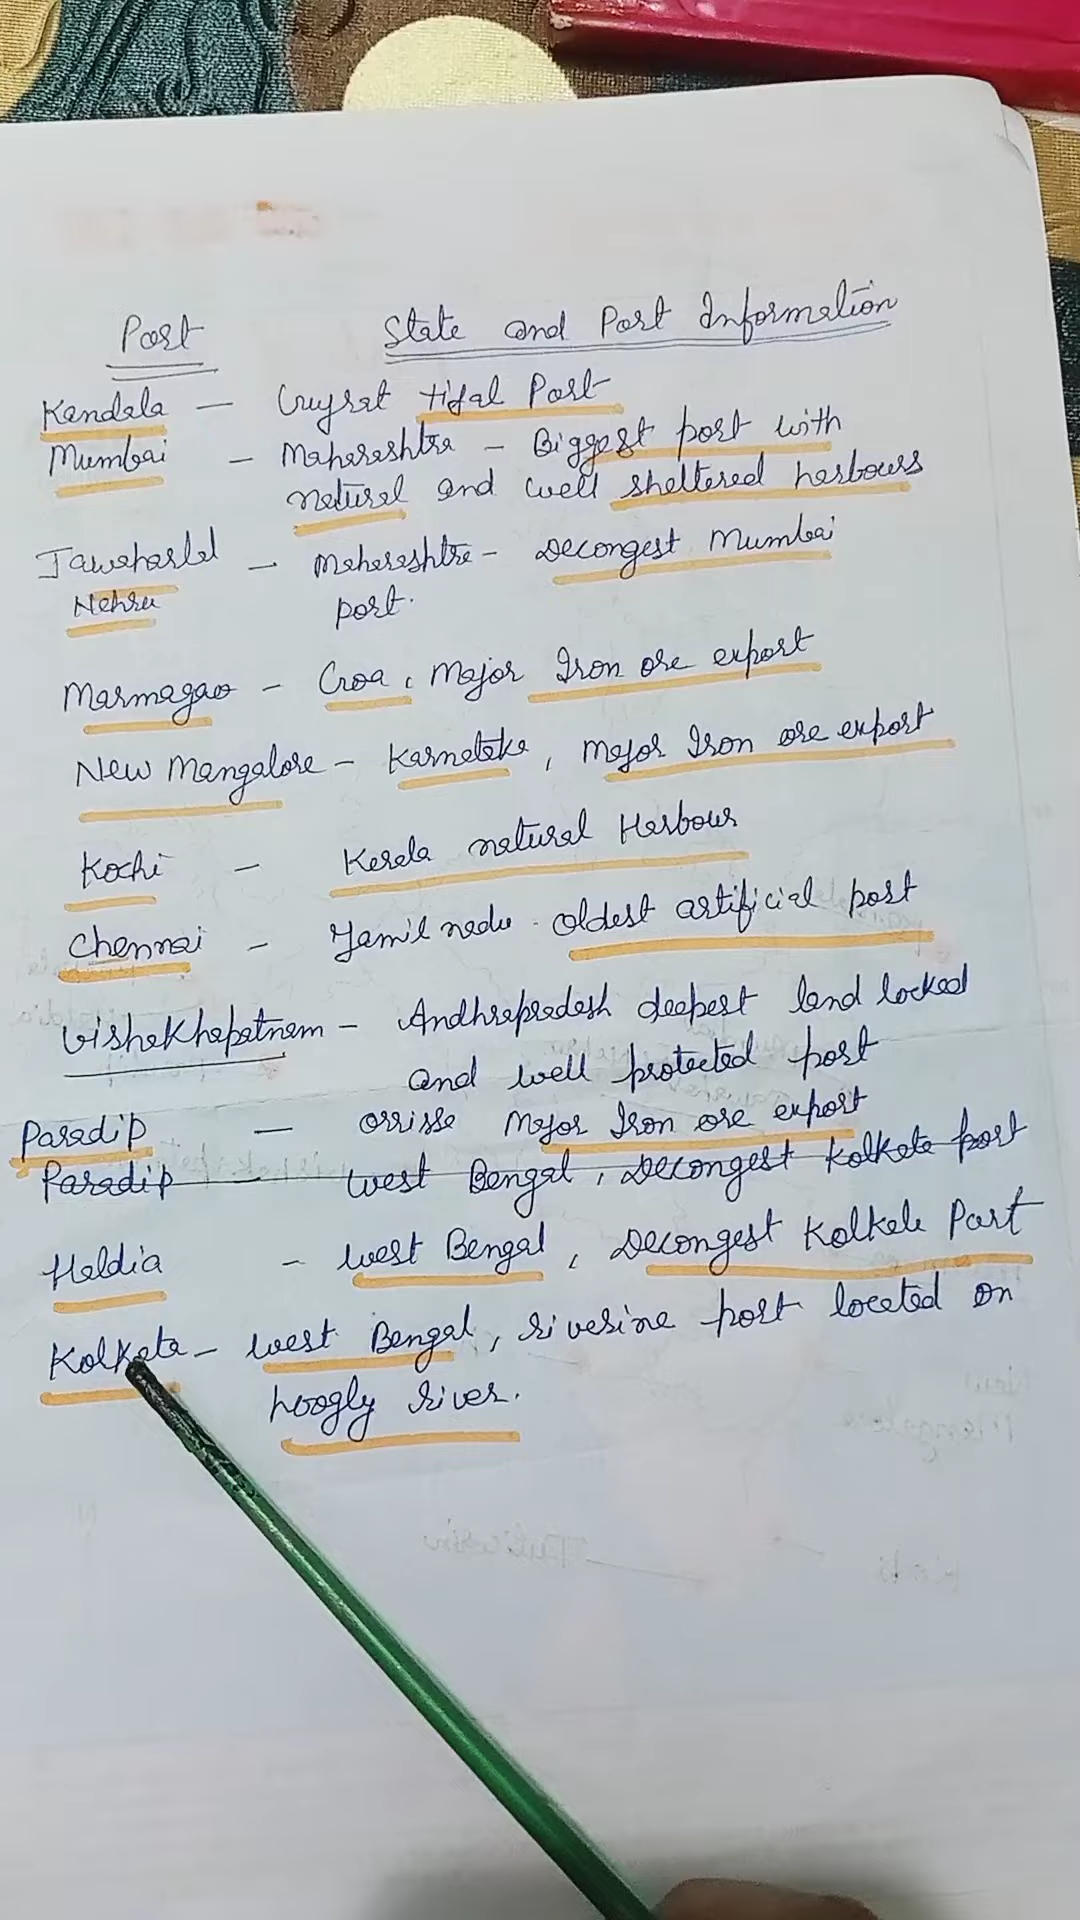 Port State and Port Information
Kandala — Gujrat tidal Port
Mumbai — Maharashtra — Biggest port with
natural and well sheltered harbours
Jawaharlal — Maharashtra — Decongest Mumbai
Nehru port.
Marmagao — Goa, Major Iron ore export
New Mangalore — Karnataka, Major Iron ore export
Kochi — Kerala natural Harbour
Chennai — Tamil nadu. oldest artificial port
Vishakhapatnam — Andhrapradesh deepest land locked
and well protected port
Paradip — orrissa Major Iron ore export
Paradip — West Bengal, Decongest Kolkata port
Haldia — West Bengal, Decongest Kolkata Port
Kolkata — West Bengal, riverine port located on
hoogly river.